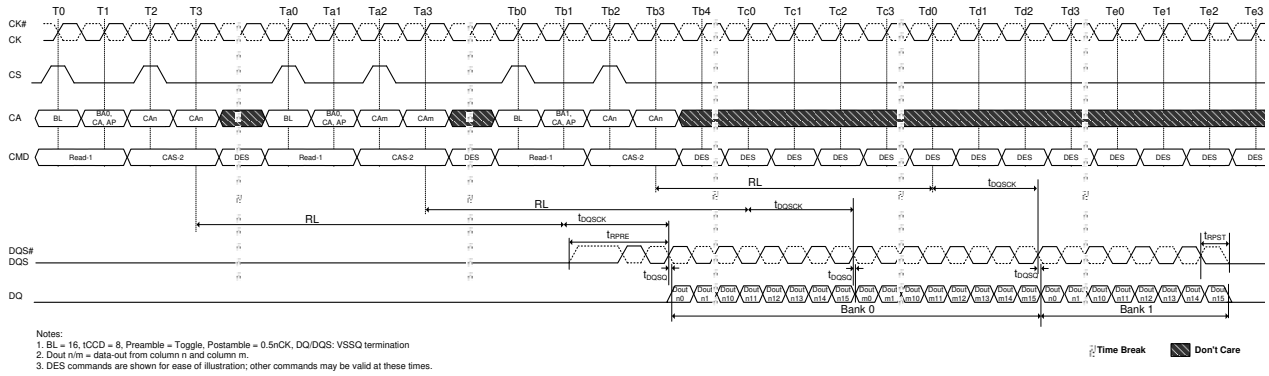 T0 T1 T2 T3 Ta0 Ta1 Ta2 Ta3 Tb0 Tb1 Tb2 Tb3 Tb4 Tc0 Tc1 Tc2 Tc3 Td0 Td1 Td2 Td3 Te0 Te1 Te2 Te3
CK#
CK
CS
BA0, BA0, BA1,
CA BL CA, AP CAn CAn BL CA, AP CAm CAm BL CA, AP CAn CAn
CMD Read-1 CAS-2 DES Read-1 CAS-2 DES Read-1 CAS-2 DES DES DES DES DES DES DES DES DES DES DES DES DES
RL tDQSCK
RL tDQSCK
RL tDQSCK
tRPRE tRPST
DQS#
DQS
tDQSQ tDQSQ tDQSQ
Dout Dout Dout Dout Dout Dout Dout Dout Dout Dout Dout Dout Dout Dout Dout Dout Dout Dout Dout Dout Dout Dout Dout Dout
DQ n0 n1 n10 n11 n12 n13 n14 n15 m0 m1 m10 m11 m12 m13 m14 m15 n0 n1 n10 n11 n12 n13 n14 n15
Bank 0 Bank 1
Notes:
1. BL = 16, tCCD = 8, Preamble = Toggle, Postamble = 0.5nCK, DQ/DQS: VSSQ termination
2. Dout n/m = data-out from column n and column m.
3. DES commands are shown for ease of illustration; other commands may be valid at these times.
Time Break Don't Care